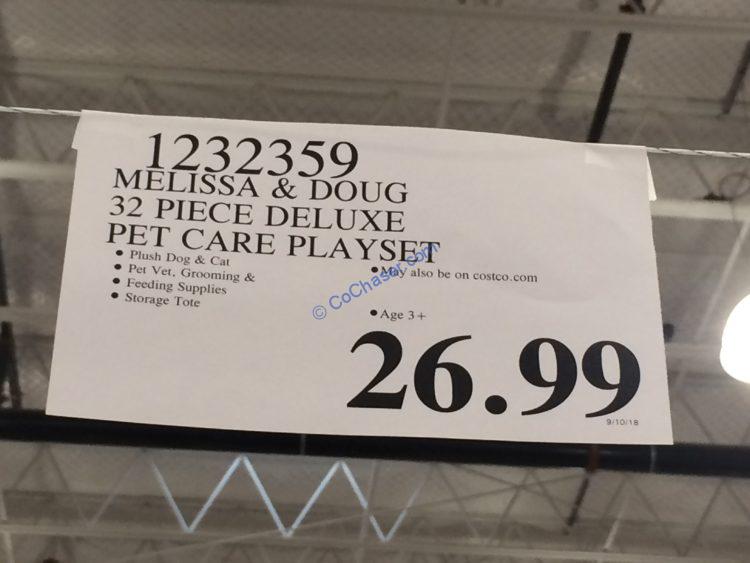 1232359
MELISSA & DOUG
32 PIECE DELUXE
PET CARE PLAYSET
• Plush Dog & Cat
• Pet Vet, Grooming &
• Feeding Supplies
• Storage Tote
• May also be on costco.com
• Age 3+
26.99
9/10/18
© CoChaser.com